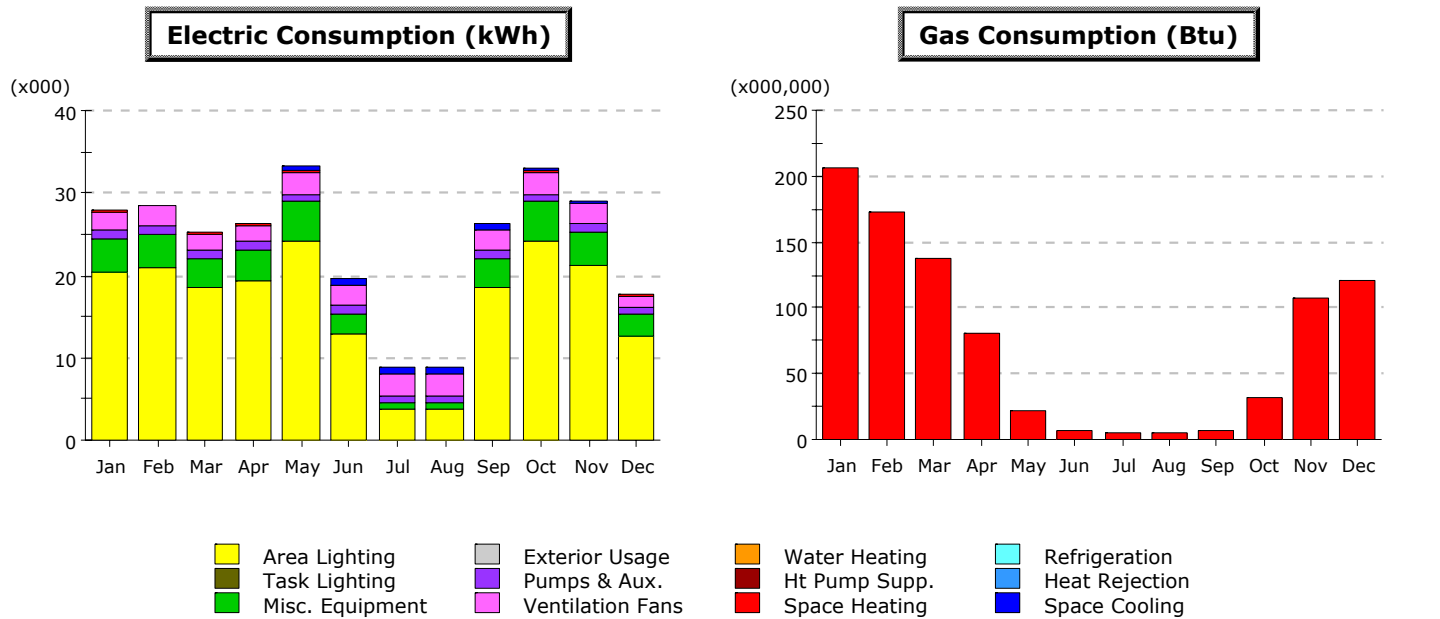 Electric Consumption (kWh)
(x000)
40
30
20
10
0
Jan Feb Mar Apr May Jun Jul Aug Sep Oct Nov Dec
Gas Consumption (Btu)
(x000,000)
250
200
150
100
50
0
Jan Feb Mar Apr May Jun Jul Aug Sep Oct Nov Dec
Area Lighting Exterior Usage Water Heating Refrigeration
Task Lighting Pumps & Aux. Ht Pump Supp. Heat Rejection
Misc. Equipment Ventilation Fans Space Heating Space Cooling